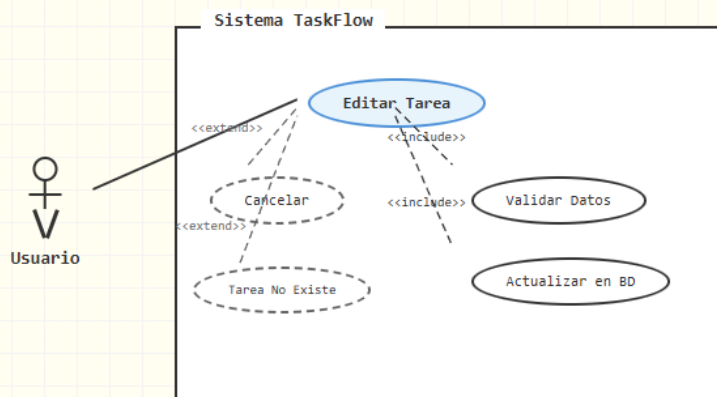 Sistema TaskFlow
Editar Tarea
<<extend>>
<<include>>
Cancelar
<<include>>
Validar Datos
<<extend>>
Usuario
Tarea No Existe
Actualizar en BD